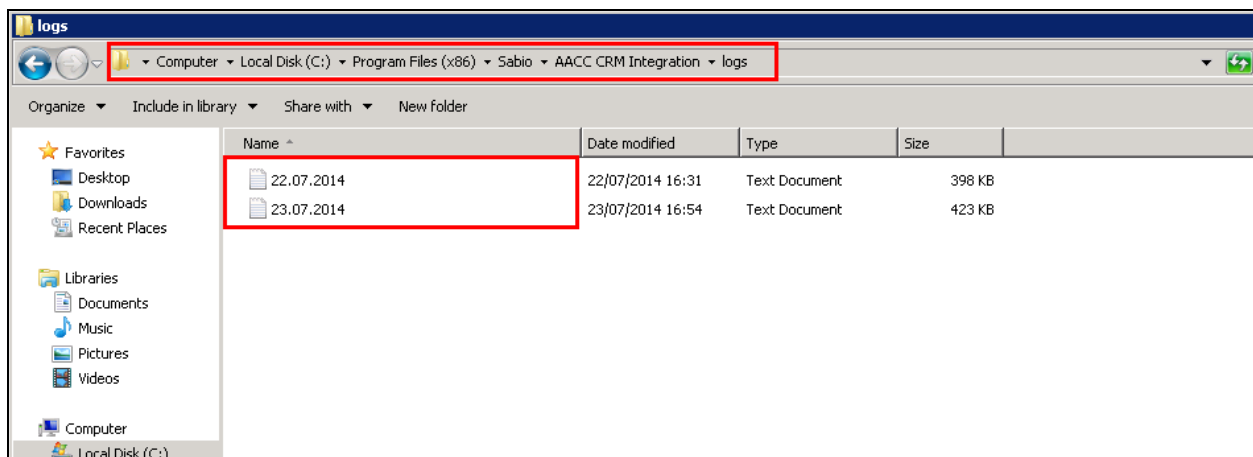 logs
Computer Local Disk (C:) Program Files (x86) Sabio AACC CRM Integration logs
Organize Include in library Share with New folder
Name Date modified Type Size
Favorites
Desktop
Downloads
Recent Places
Libraries
Documents
Music
Pictures
Videos
Computer
Local Disk (C:)
22.07.2014 22/07/2014 16:31 Text Document 398 KB
23.07.2014 23/07/2014 16:54 Text Document 423 KB